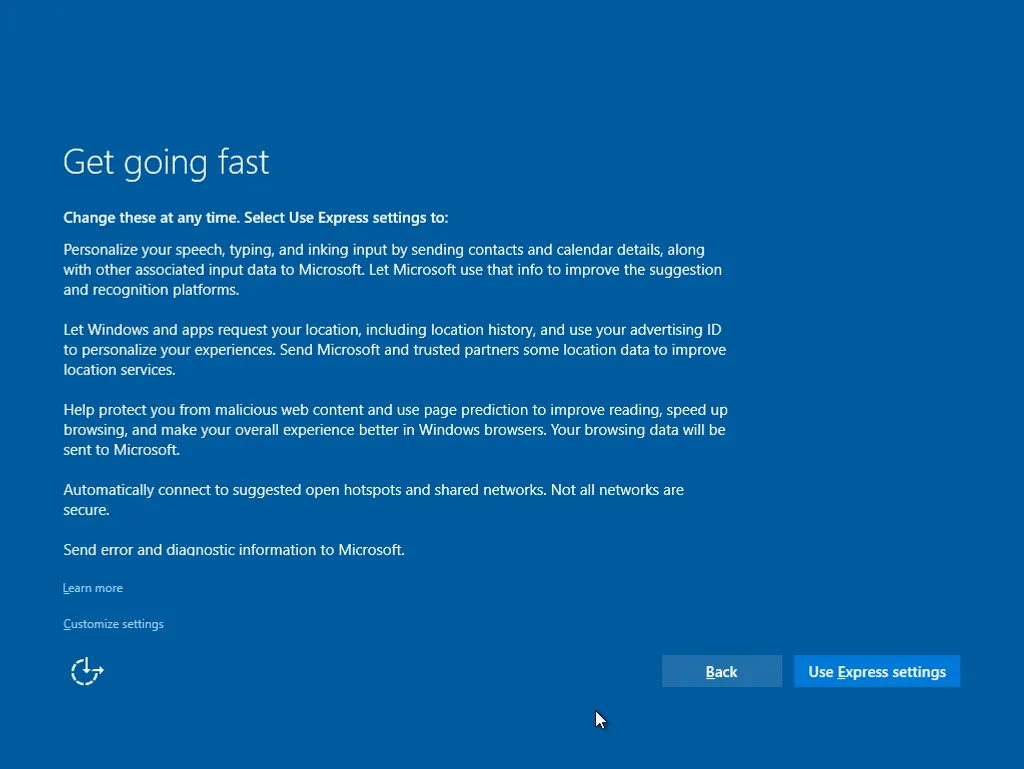 Get going fast
Change these at any time. Select Use Express settings to:
Personalize your speech, typing, and inking input by sending contacts and calendar details, along
with other associated input data to Microsoft. Let Microsoft use that info to improve the suggestion
and recognition platforms.
Let Windows and apps request your location, including location history, and use your advertising ID
to personalize your experiences. Send Microsoft and trusted partners some location data to improve
location services.
Help protect you from malicious web content and use page prediction to improve reading, speed up
browsing, and make your overall experience better in Windows browsers. Your browsing data will be
sent to Microsoft.
Automatically connect to suggested open hotspots and shared networks. Not all networks are
secure.
Send error and diagnostic information to Microsoft.
Learn more
Customize settings
Back
Use Express settings